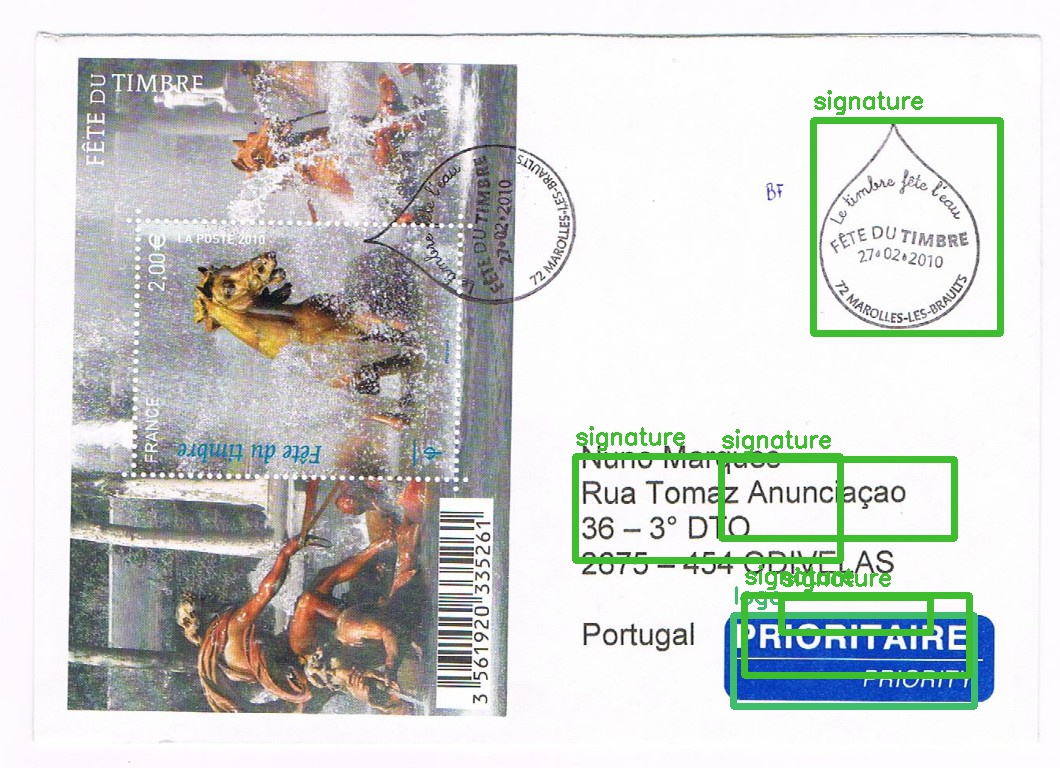 FÊTE DU TIMBRE
LA POSTE 2010
2.00€
FRANCE
Fête du timbre
3 561920 335261
Le timbre fête l'eau
FÊTE DU TIMBRE
27•02•2010
72 MAROLLES-LES-BRAULTS
BF
signature
Le timbre fête l'eau
FÊTE DU TIMBRE
27•02•2010
72 MAROLLES-LES-BRAULTS
signature
signature
Nuno Marques
Rua Tomaz Anunciaçao
36 – 3° DTO
2675 – 454 ODIVELAS
signature
signature
logo
Portugal
PRIORITAIRE
PRIORITY